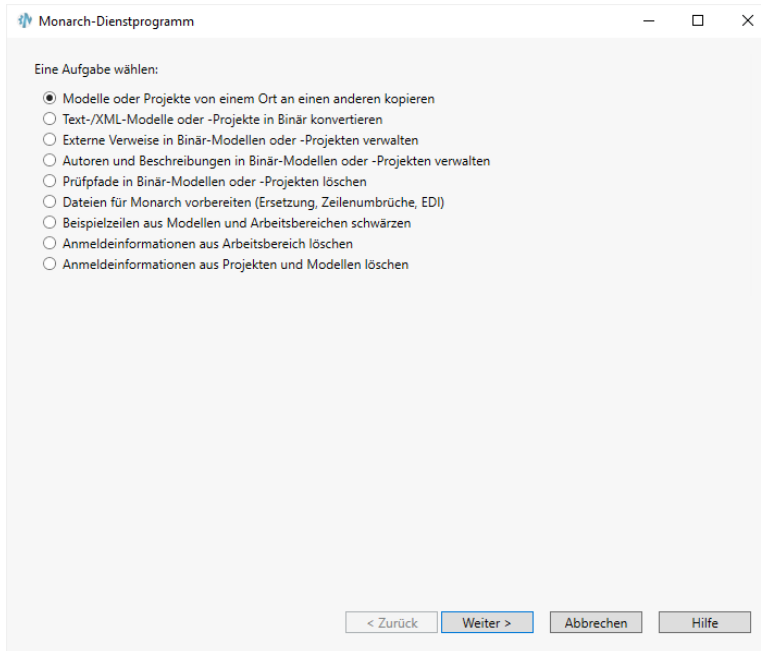 Monarch-Dienstprogramm
Eine Aufgabe wählen:
Modelle oder Projekte von einem Ort an einen anderen kopieren
Text-/XML-Modelle oder -Projekte in Binär konvertieren
Externe Verweise in Binär-Modellen oder -Projekten verwalten
Autoren und Beschreibungen in Binär-Modellen oder -Projekten verwalten
Prüfpfade in Binär-Modellen oder -Projekten löschen
Dateien für Monarch vorbereiten (Ersetzung, Zeilenumbrüche, EDI)
Beispielzeilen aus Modellen und Arbeitsbereichen schwärzen
Anmeldeinformationen aus Arbeitsbereich löschen
Anmeldeinformationen aus Projekten und Modellen löschen
< Zurück Weiter > Abbrechen Hilfe